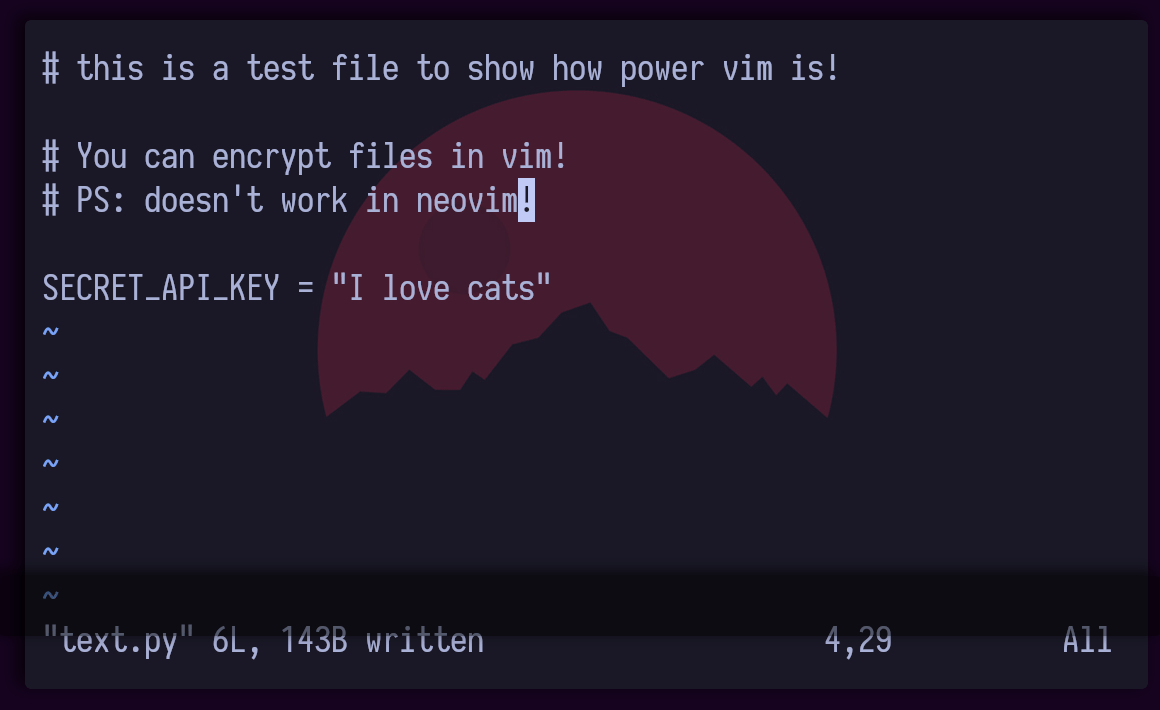 # this is a test file to show how power vim is!
# You can encrypt files in vim!
# PS: doesn't work in neovim!
SECRET_API_KEY = "I love cats"
~
~
~
~
~
~
~
"text.py" 6L, 143B written 4,29 All